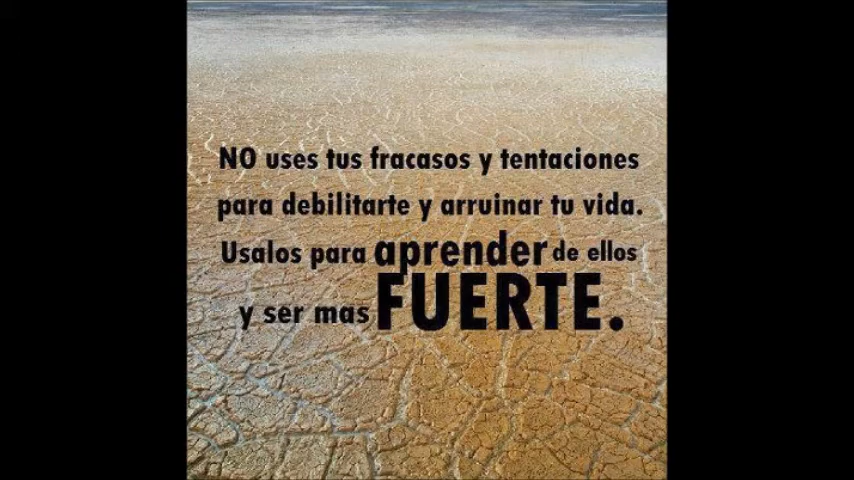 NO uses tus fracasos y tentaciones
para debilitarte y arruinar tu vida.
Usalos para aprender de ellos
y ser mas FUERTE.